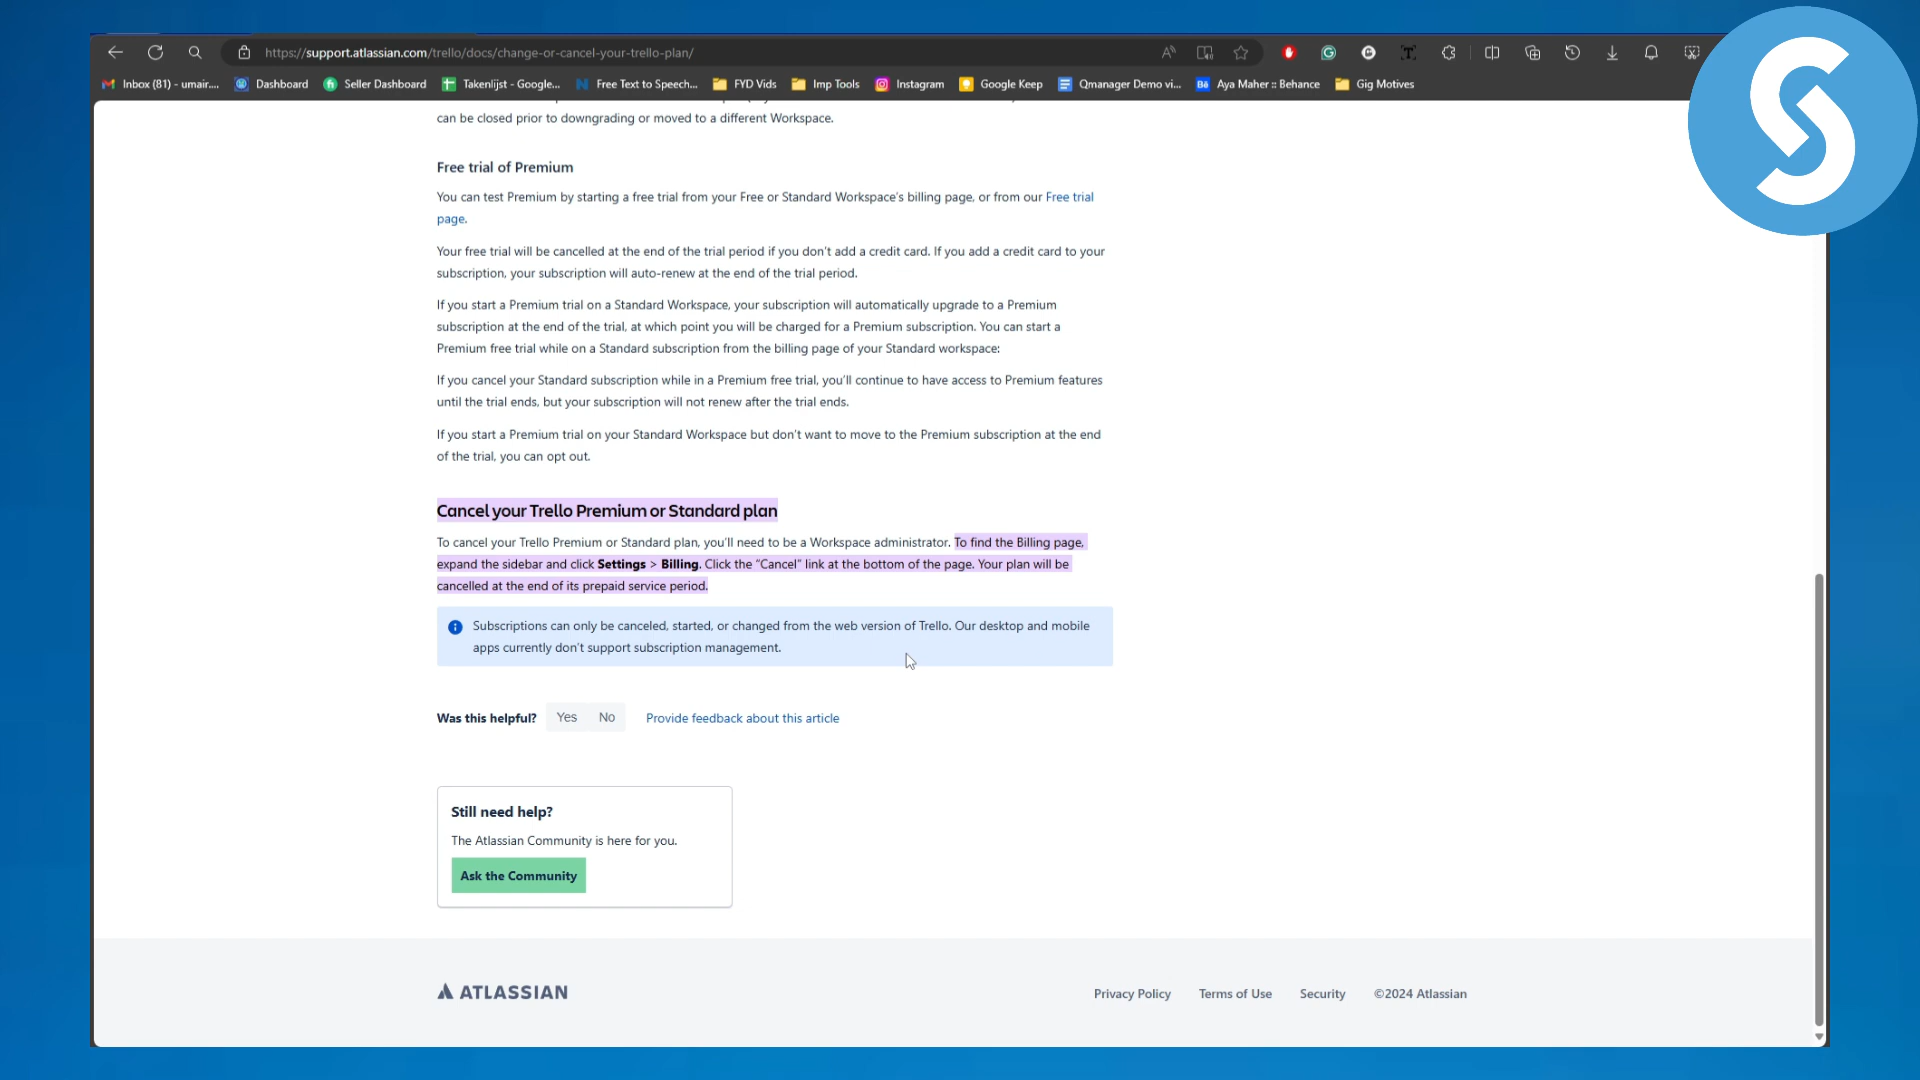 https://support.atlassian.com/trello/docs/change-or-cancel-your-trello-plan/
Inbox (81) - umair.... Dashboard Seller Dashboard Takenlijst - Google... Free Text to Speech... FYD Vids Imp Tools Instagram Google Keep Qmanager Demo vi... Aya Maher :: Behance Gig Motives
can be closed prior to downgrading or moved to a different Workspace.
Free trial of Premium
You can test Premium by starting a free trial from your Free or Standard Workspace's billing page, or from our Free trial
page.
Your free trial will be cancelled at the end of the trial period if you don't add a credit card. If you add a credit card to your
subscription, your subscription will auto-renew at the end of the trial period.
If you start a Premium trial on a Standard Workspace, your subscription will automatically upgrade to a Premium
subscription at the end of the trial, at which point you will be charged for a Premium subscription. You can start a
Premium free trial while on a Standard subscription from the billing page of your Standard workspace:
If you cancel your Standard subscription while in a Premium free trial, you'll continue to have access to Premium features
until the trial ends, but your subscription will not renew after the trial ends.
If you start a Premium trial on your Standard Workspace but don't want to move to the Premium subscription at the end
of the trial, you can opt out.
Cancel your Trello Premium or Standard plan
To cancel your Trello Premium or Standard plan, you'll need to be a Workspace administrator. To find the Billing page,
expand the sidebar and click Settings > Billing. Click the "Cancel" link at the bottom of the page. Your plan will be
cancelled at the end of its prepaid service period.
Subscriptions can only be canceled, started, or changed from the web version of Trello. Our desktop and mobile
apps currently don't support subscription management.
Was this helpful? Yes No Provide feedback about this article
Still need help?
The Atlassian Community is here for you.
Ask the Community
ATLASSIAN
Privacy Policy Terms of Use Security ©2024 Atlassian